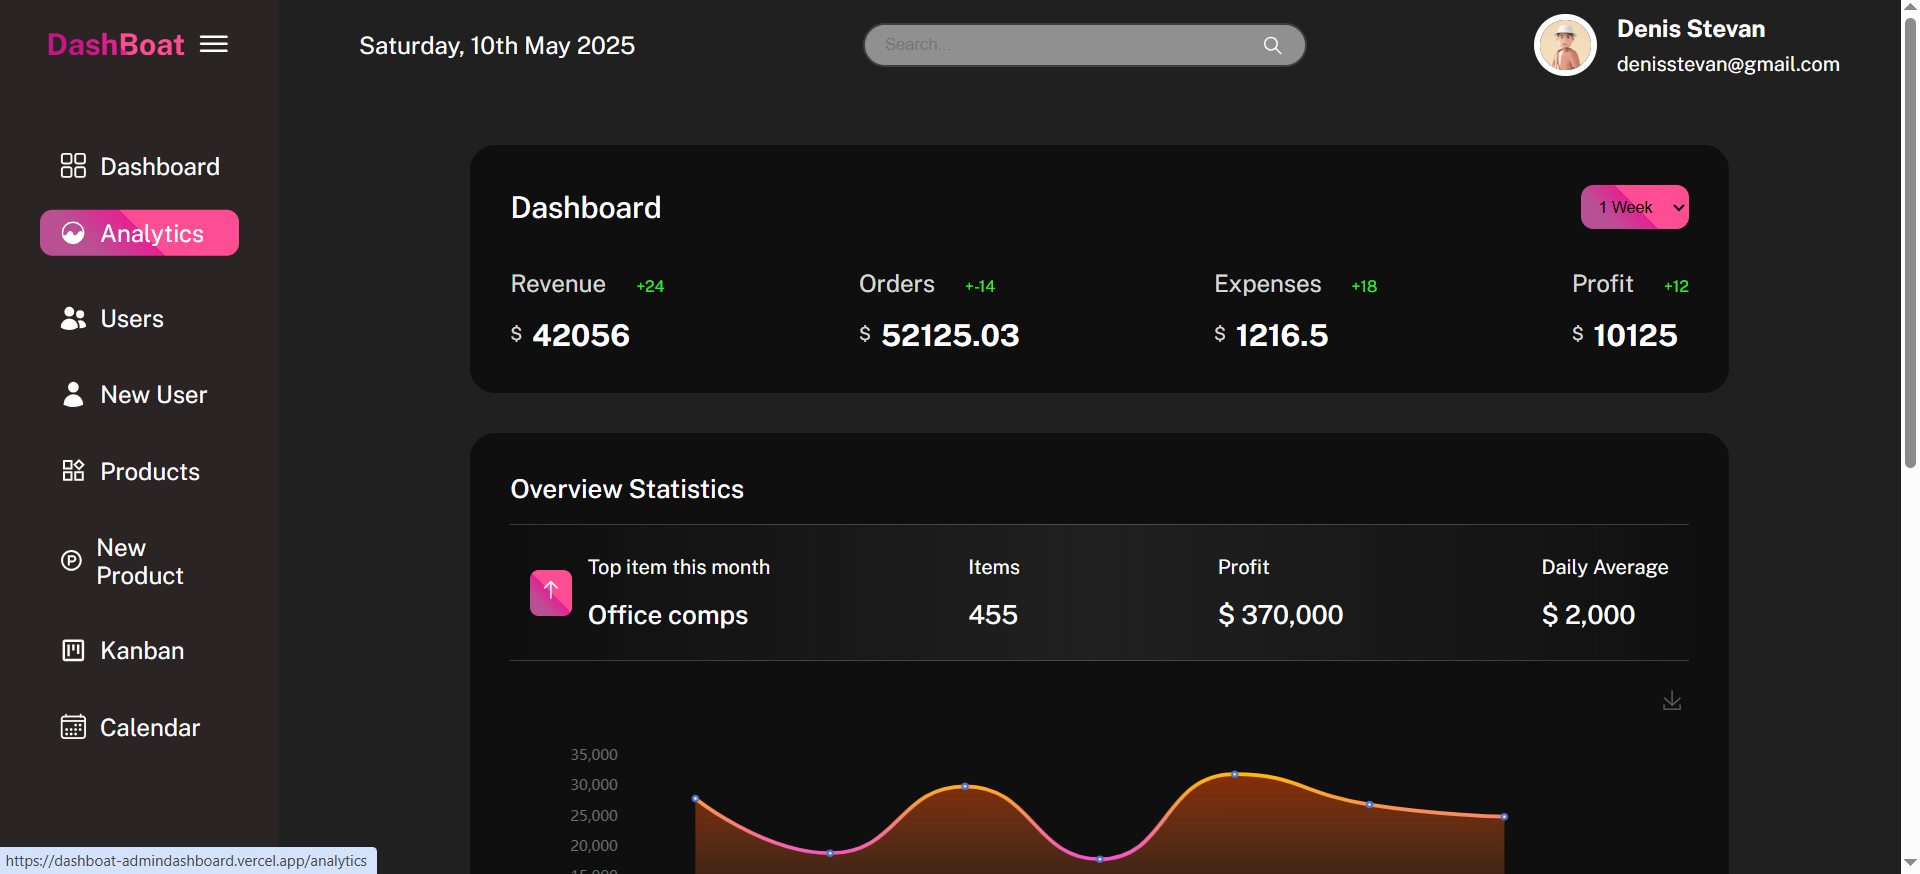 DashBoat
Saturday, 10th May 2025
Search...
Denis Stevan
denisstevan@gmail.com
Dashboard
Analytics
Users
New User
Products
New
Product
Kanban
Calendar
Dashboard
1 Week
Revenue +24
$ 42056
Orders +-14
$ 52125.03
Expenses +18
$ 1216.5
Profit +12
$ 10125
Overview Statistics
Top item this month
Office comps
Items
455
Profit
$ 370,000
Daily Average
$ 2,000
35,000
30,000
25,000
20,000
15,000
https://dashboat-admindashboard.vercel.app/analytics